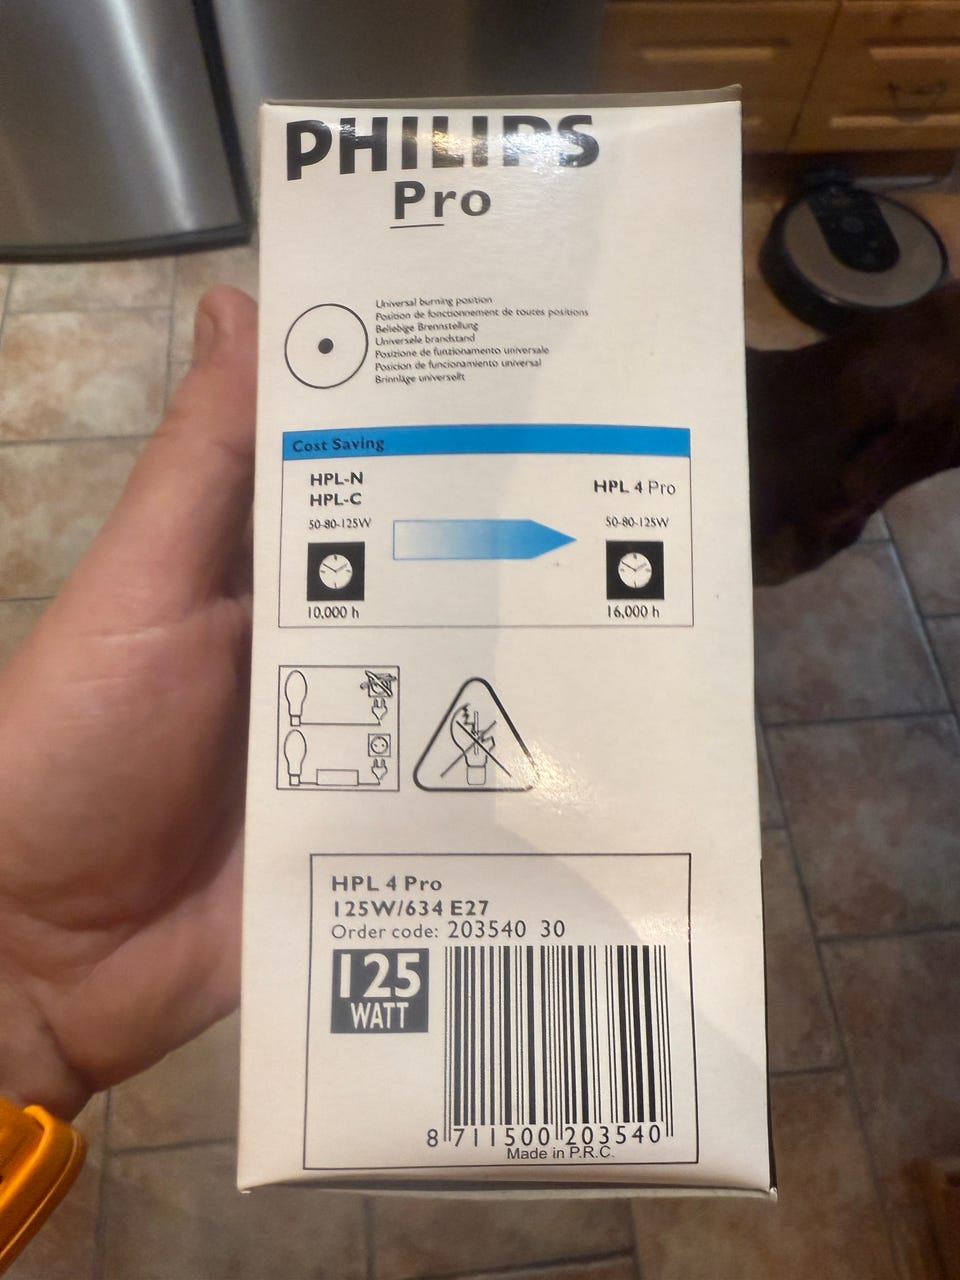 PHILIPS
Pro
Universal burning position
Position de fonctionnement de toutes positions
Beliebige Brennstellung
Universele brandstand
Posizione de funzionamento universale
Posicion de funcionamiento universal
Brinnläge universellt
Cost Saving
HPL-N
HPL-C
50-80-125W
10,000 h
HPL 4 Pro
50-80-125W
16,000 h
HPL 4 Pro
125W/634 E27
Order code: 203540 30
125
WATT
8 711500 203540
Made in P.R.C.